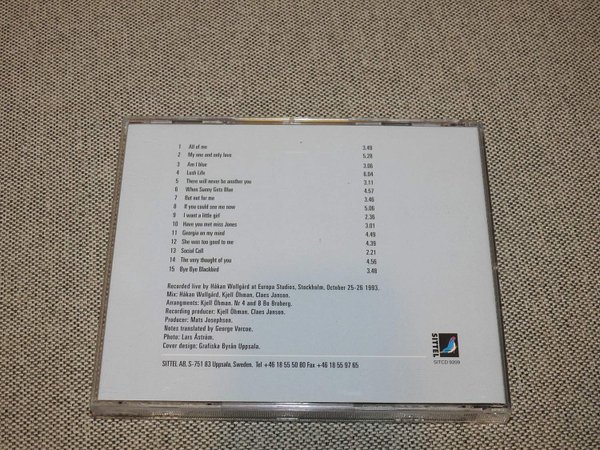 1 All of me 3.49
2 My one and only love 5.28
3 Am I blue 3.06
4 Lush Life 6.04
5 There will never be another you 3.11
6 When Sunny Gets Blue 4.57
7 But not for me 3.46
8 If you could see me now 5.06
9 I want a little girl 2.36
10 Have you met miss Jones 3.01
11 Georgia on my mind 4.49
12 She was too good to me 4.39
13 Social Call 2.21
14 The very thought of you 4.56
15 Bye Bye Blackbird 3.48
Recorded live by Håkan Wollgård at Europa Studios, Stockholm, October 25-26 1993.
Mix: Håkan Wollgård, Kjell Öhman, Claes Janson.
Arrangments: Kjell Öhman. Nr 4 and 8 Bo Broberg.
Recording producer: Kjell Öhman, Claes Janson.
Producer: Mats Josephson.
Notes translated by George Varcoe.
Photo: Lars Åström.
Cover design: Grafiska Byrån Uppsala.
SITTEL AB, S-751 83 Uppsala, Sweden. Tel +46 18 55 50 80 Fax +46 18 55 97 65
SITTEL
SITCD 9209